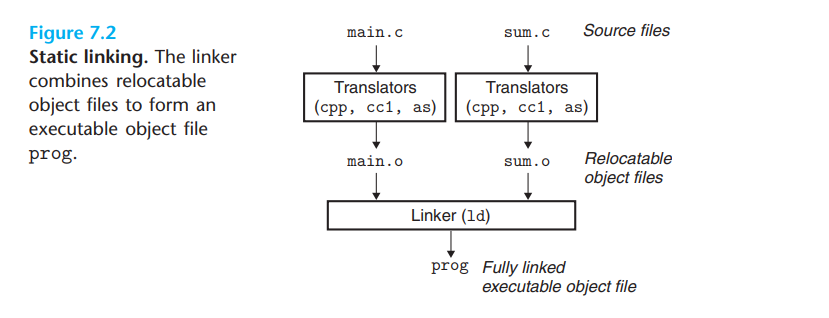 Figure 7.2
Static linking. The linker
combines relocatable
object files to form an
executable object file
prog.
main.c
sum.c
Source files
Translators
(cpp, cc1, as)
Translators
(cpp, cc1, as)
main.o
sum.o
Relocatable
object files
Linker (ld)
prog
Fully linked
executable object file